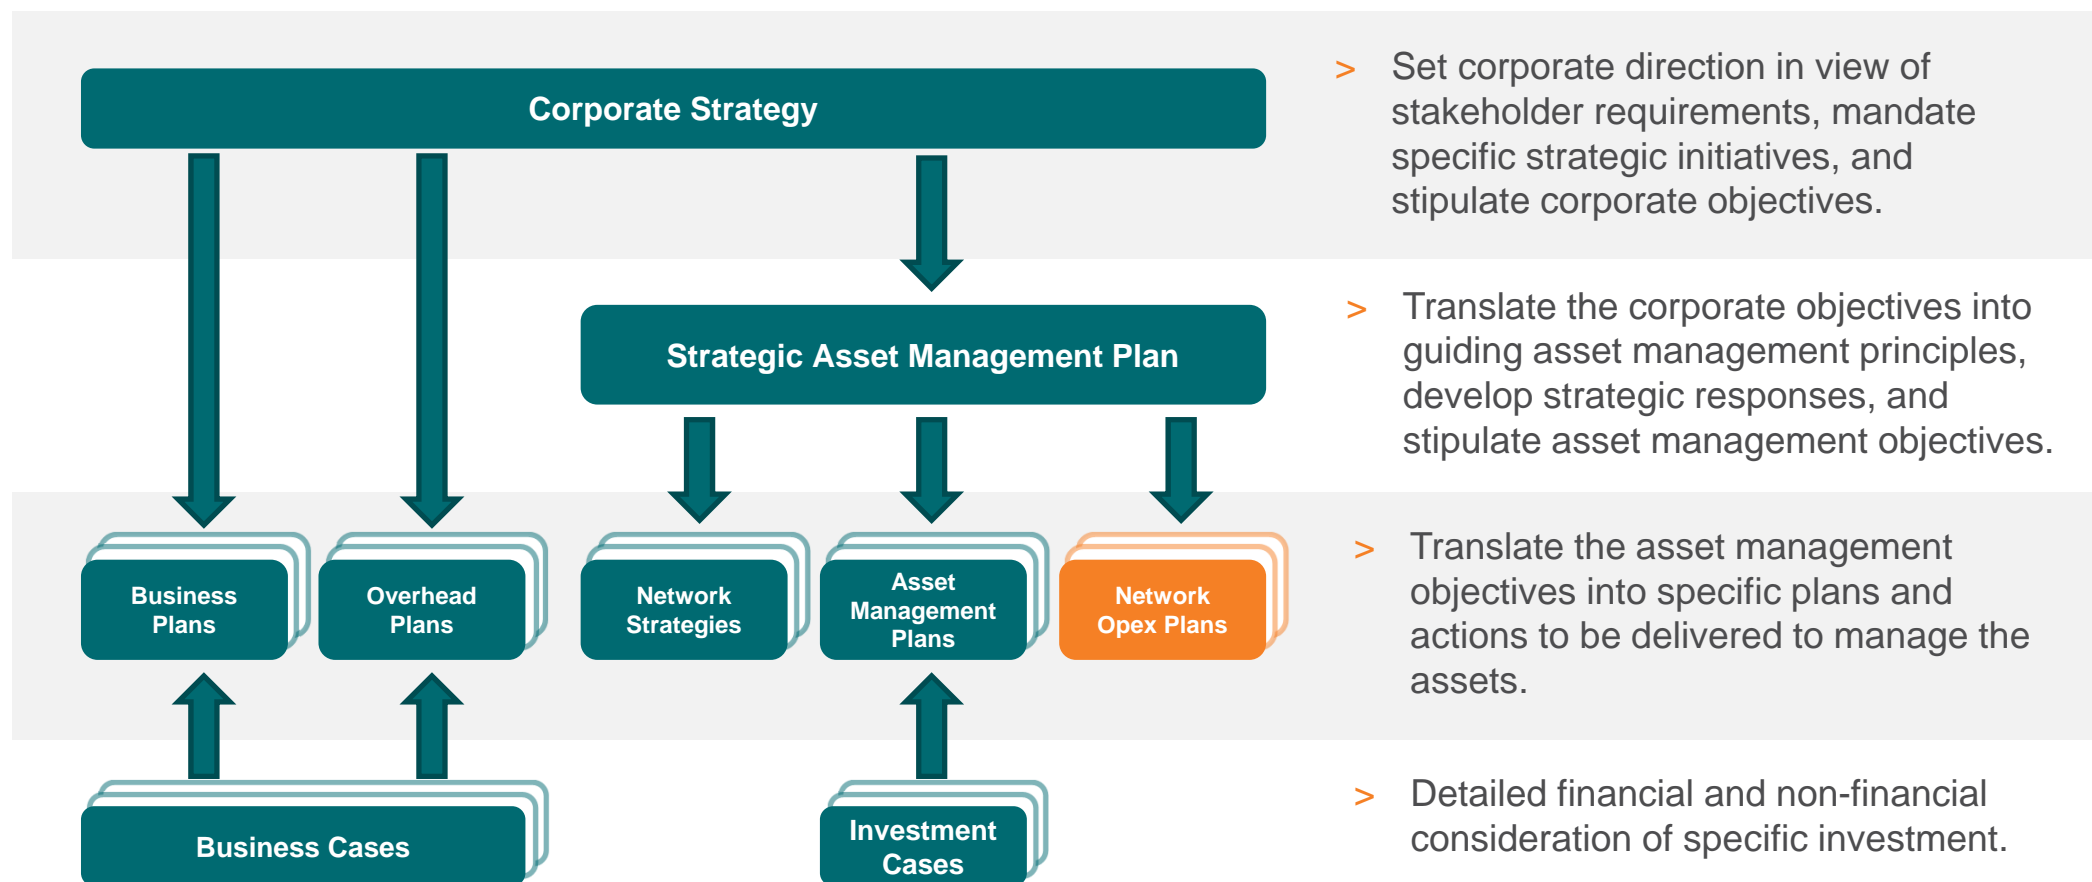 Corporate Strategy
> Set corporate direction in view of
stakeholder requirements, mandate
specific strategic initiatives, and
stipulate corporate objectives.
Strategic Asset Management Plan
> Translate the corporate objectives into
guiding asset management principles,
develop strategic responses, and
stipulate asset management objectives.
Business
Plans
Overhead
Plans
Network
Strategies
Asset
Management
Plans
Network
Opex Plans
> Translate the asset management
objectives into specific plans and
actions to be delivered to manage the
assets.
Business Cases
Investment
Cases
> Detailed financial and non-financial
consideration of specific investment.